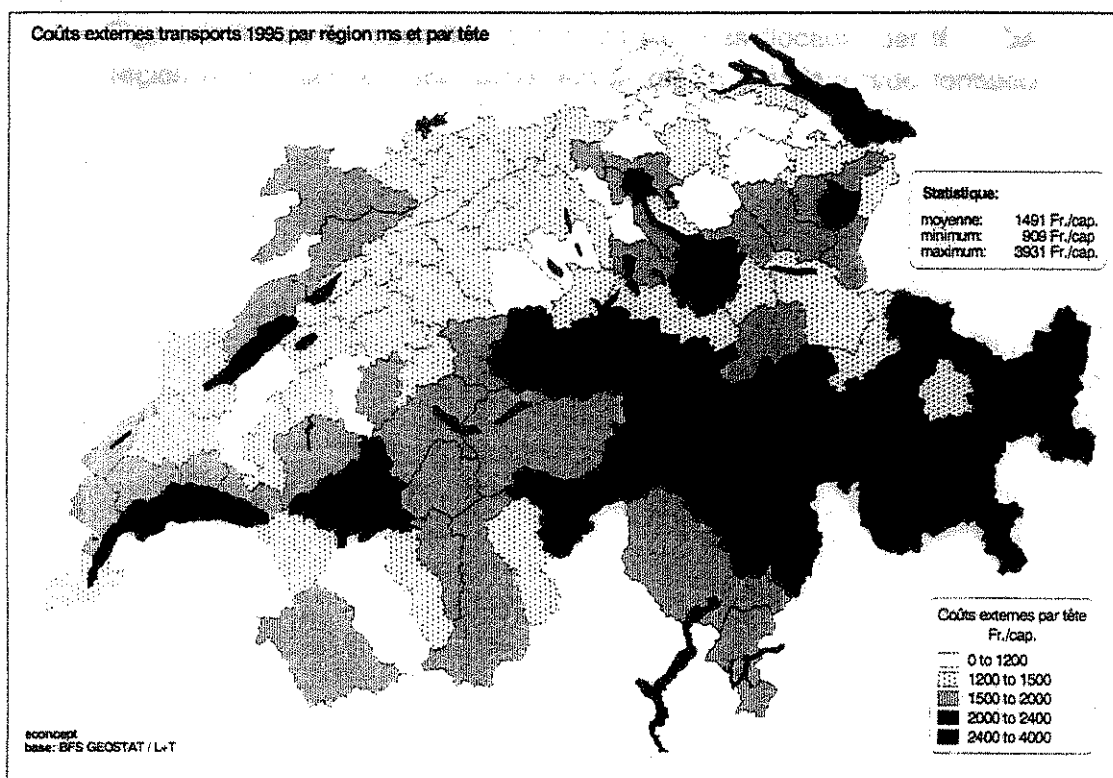 Coûts externes transports 1995 par région ms et par tête
Statistique:
moyenne: 1491 Fr./cap.
minimum: 909 Fr./cap
maximum: 3931 Fr./cap.
Coûts externes par tête
Fr./cap.
0 to 1200
1200 to 1500
1500 to 2000
2000 to 2400
2400 to 4000
econcept
base: BFS GEOSTAT / L+T